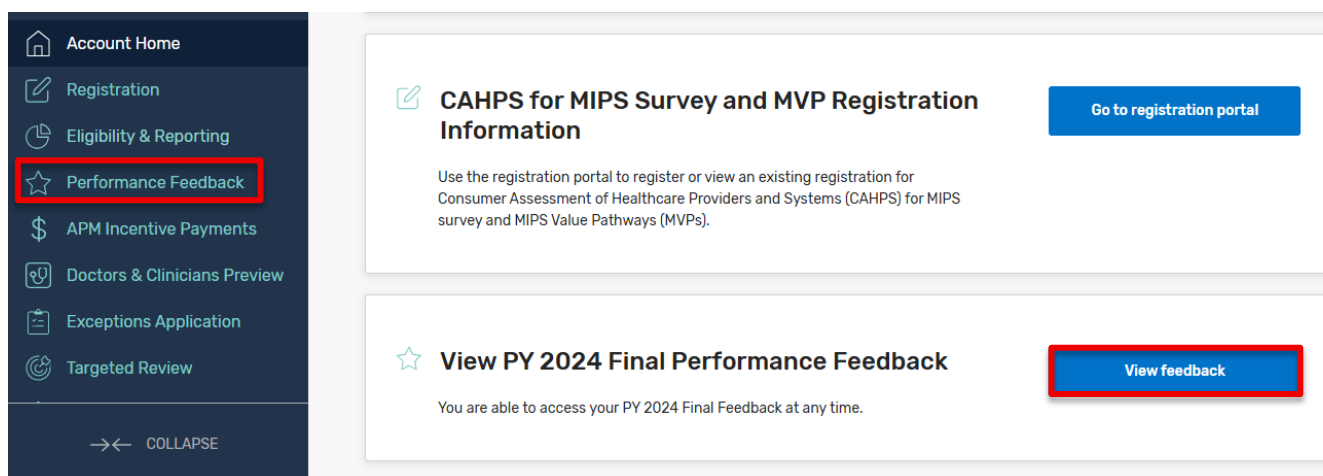 Account Home
Registration
Eligibility & Reporting
Performance Feedback
APM Incentive Payments
Doctors & Clinicians Preview
Exceptions Application
Targeted Review
COLLAPSE
CAHPS for MIPS Survey and MVP Registration
Information
Go to registration portal
Use the registration portal to register or view an existing registration for
Consumer Assessment of Healthcare Providers and Systems (CAHPS) for MIPS
survey and MIPS Value Pathways (MVPs).
View PY 2024 Final Performance Feedback
View feedback
You are able to access your PY 2024 Final Feedback at any time.